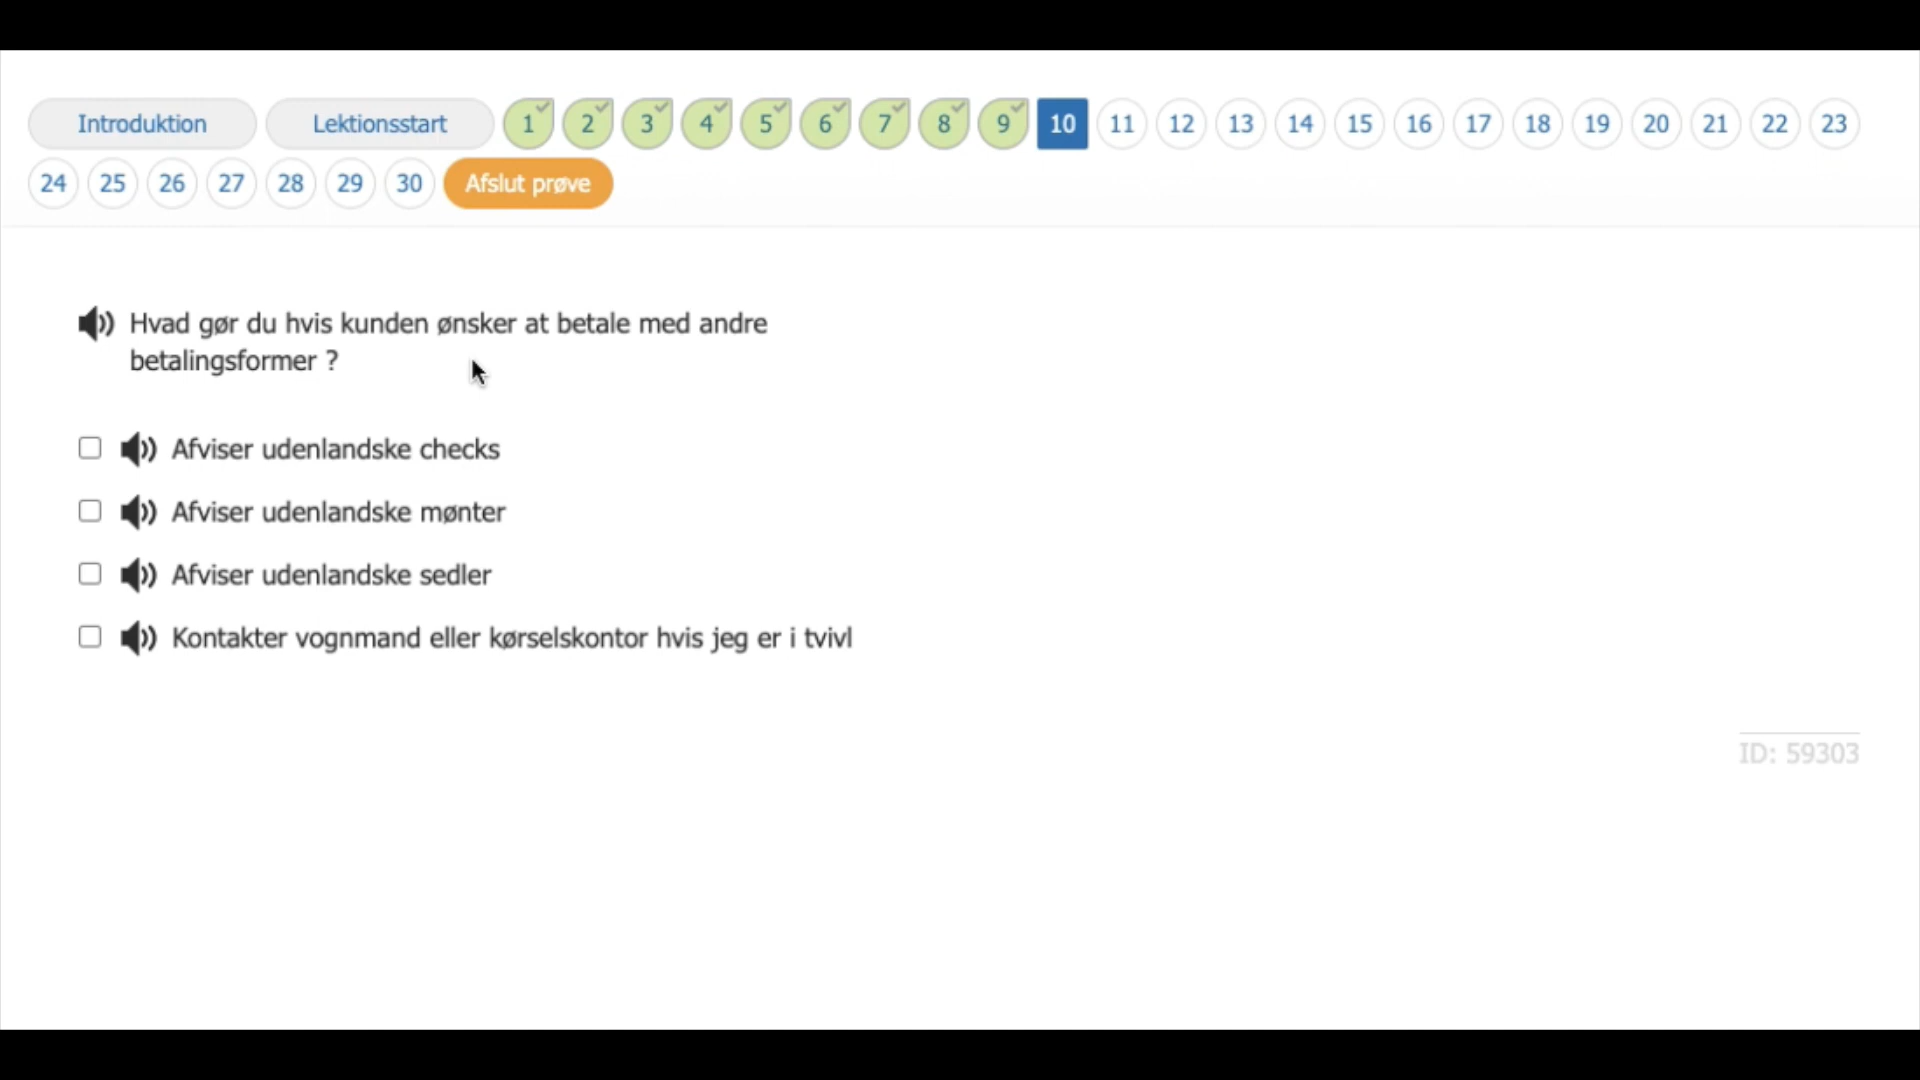 Introduktion Lektionsstart 1 2 3 4 5 6 7 8 9 10 11 12 13 14 15 16 17 18 19 20 21 22 23
24 25 26 27 28 29 30 Afslut prøve
Hvad gør du hvis kunden ønsker at betale med andre
betalingsformer ?
Afviser udenlandske checks
Afviser udenlandske mønter
Afviser udenlandske sedler
Kontakter vognmand eller kørselskontor hvis jeg er i tvivl
ID: 59303